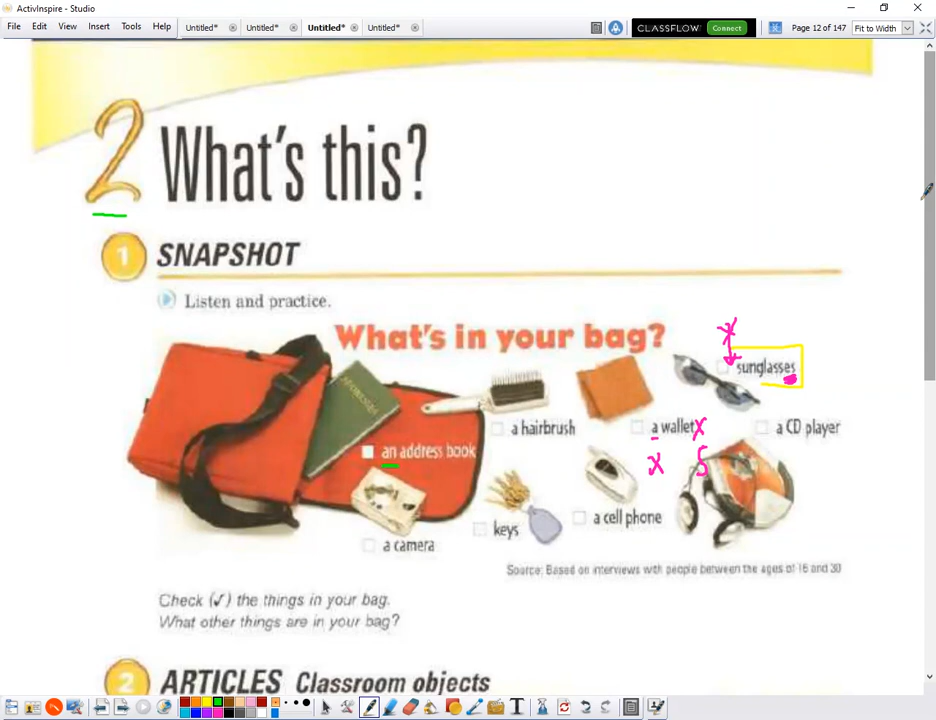 ActivInspire - Studio
File Edit View Insert Tools Help Untitled* Untitled* Untitled* Untitled* CLASSFLOW Connect Page 12 of 147 Fit to Width
2 What's this?
1 SNAPSHOT
Listen and practice.
What's in your bag?
x
sunglasses
a hairbrush
a wallet x
a CD player
an address book
x S
a cell phone
keys
a camera
Source: Based on interviews with people between the ages of 16 and 30
Check (✓) the things in your bag.
What other things are in your bag?
2 ARTICLES Classroom objects
T